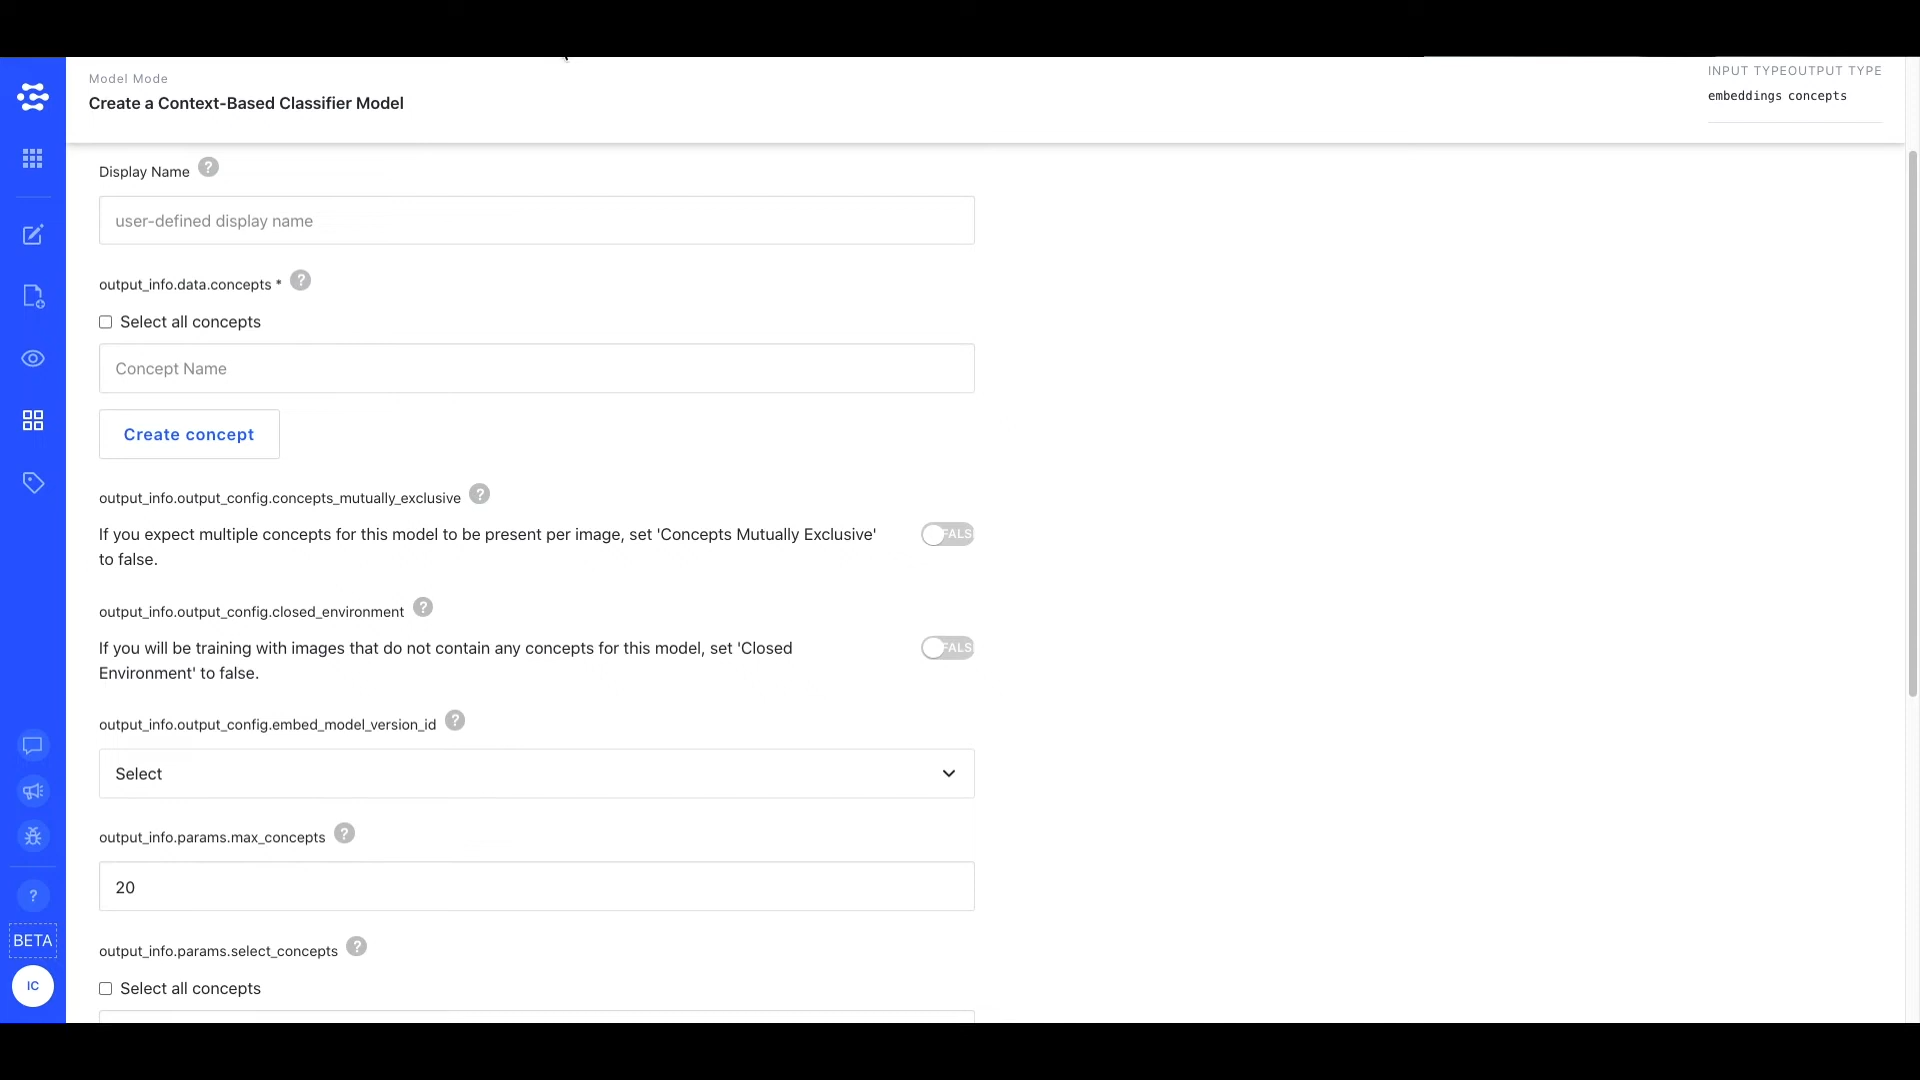 Model Mode
Create a Context-Based Classifier Model
INPUT TYPE OUTPUT TYPE
embeddings concepts
Display Name ?
user-defined display name
output_info.data.concepts * ?
Select all concepts
Concept Name
Create concept
output_info.output_config.concepts_mutually_exclusive ?
If you expect multiple concepts for this model to be present per image, set 'Concepts Mutually Exclusive'
to false.
FALS
output_info.output_config.closed_environment ?
If you will be training with images that do not contain any concepts for this model, set 'Closed
Environment' to false.
FALS
output_info.output_config.embed_model_version_id ?
Select
output_info.params.max_concepts ?
20
output_info.params.select_concepts ?
Select all concepts
?
BETA
IC